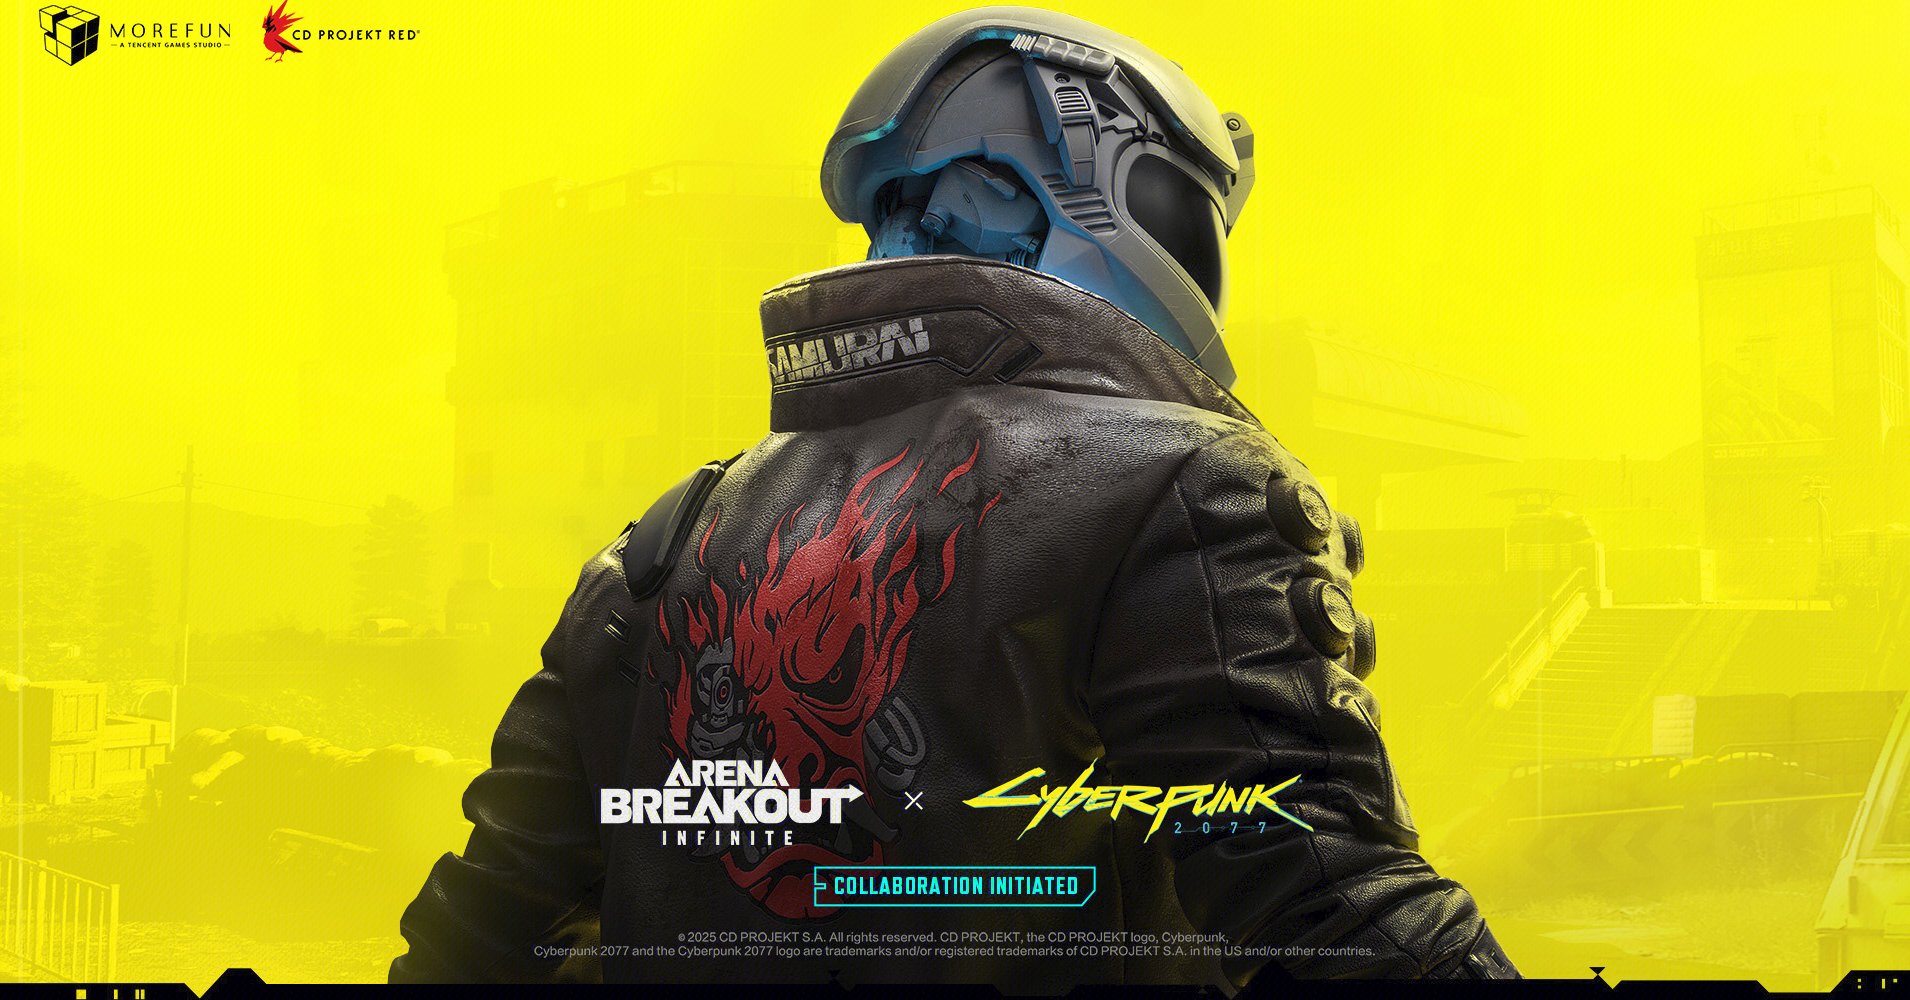 MOREFUN
A TENCENT GAMES STUDIO
CD PROJEKT RED®
SAMURAI
ARENA
BREAKOUT
INFINITE
×
Cyberpunk
2077
COLLABORATION INITIATED
© 2025 CD PROJEKT S.A. All rights reserved. CD PROJEKT, the CD PROJEKT logo, Cyberpunk,
Cyberpunk 2077 and the Cyberpunk 2077 logo are trademarks and/or registered trademarks of CD PROJEKT S.A. in the US and/or other countries.